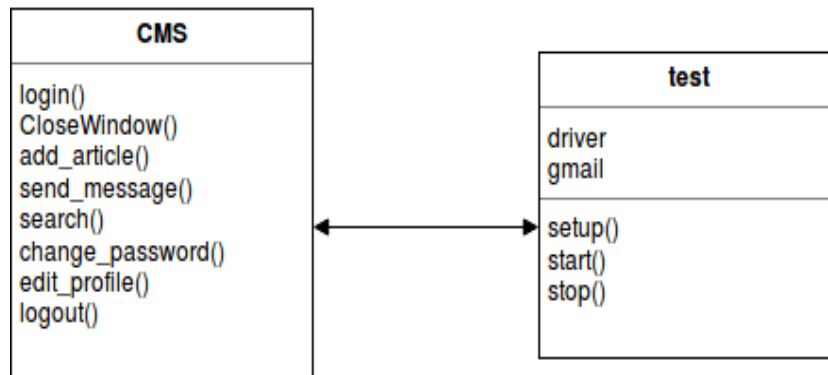 CMS
login()
CloseWindow()
add_article()
send_message()
search()
change_password()
edit_profile()
logout()
test
driver
gmail
setup()
start()
stop()